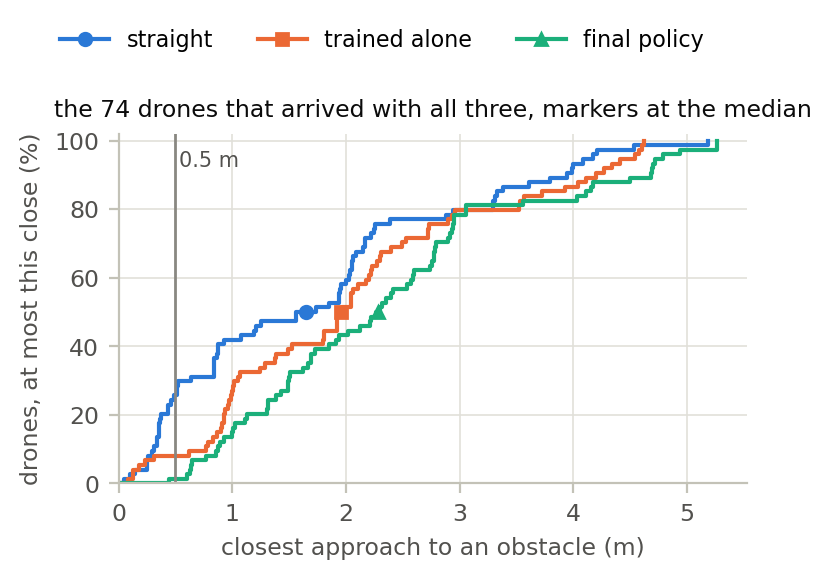 straight trained alone final policy
the 74 drones that arrived with all three, markers at the median
drones, at most this close (%)
100
80
60
40
20
0
0.5 m
0 1 2 3 4 5
closest approach to an obstacle (m)